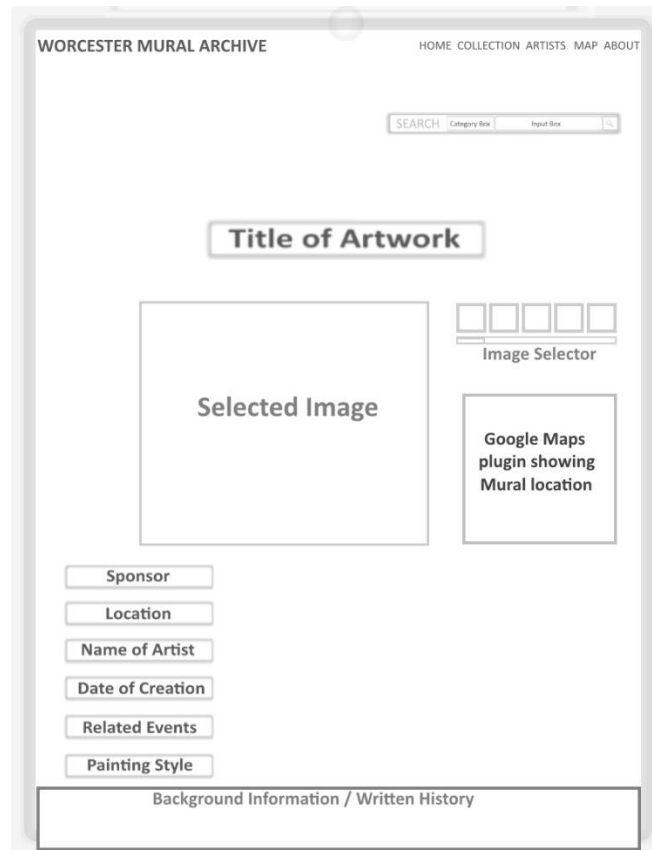 WORCESTER MURAL ARCHIVE
HOME COLLECTION ARTISTS MAP ABOUT
SEARCH Category Box Input Box
Title of Artwork
Selected Image
Image Selector
Google Maps
plugin showing
Mural location
Sponsor
Location
Name of Artist
Date of Creation
Related Events
Painting Style
Background Information / Written History